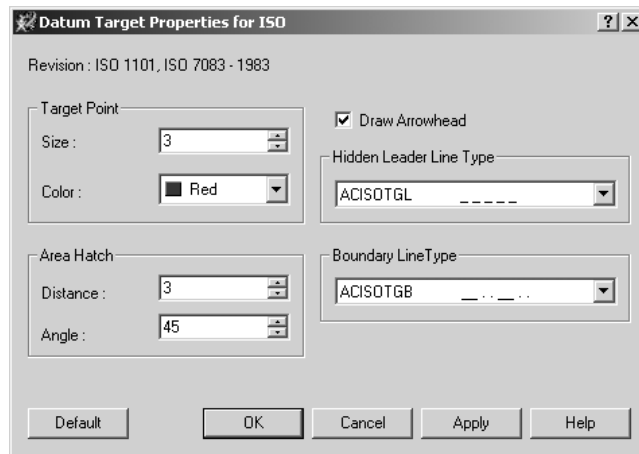 Datum Target Properties for ISO
Revision : ISO 1101, ISO 7083 - 1983
Target Point
Size :
3
Color :
Red
Draw Arrowhead
Hidden Leader Line Type
ACISOTGL
Area Hatch
Distance :
3
Angle :
45
Boundary LineType
ACISOTGB
Default
OK
Cancel
Apply
Help